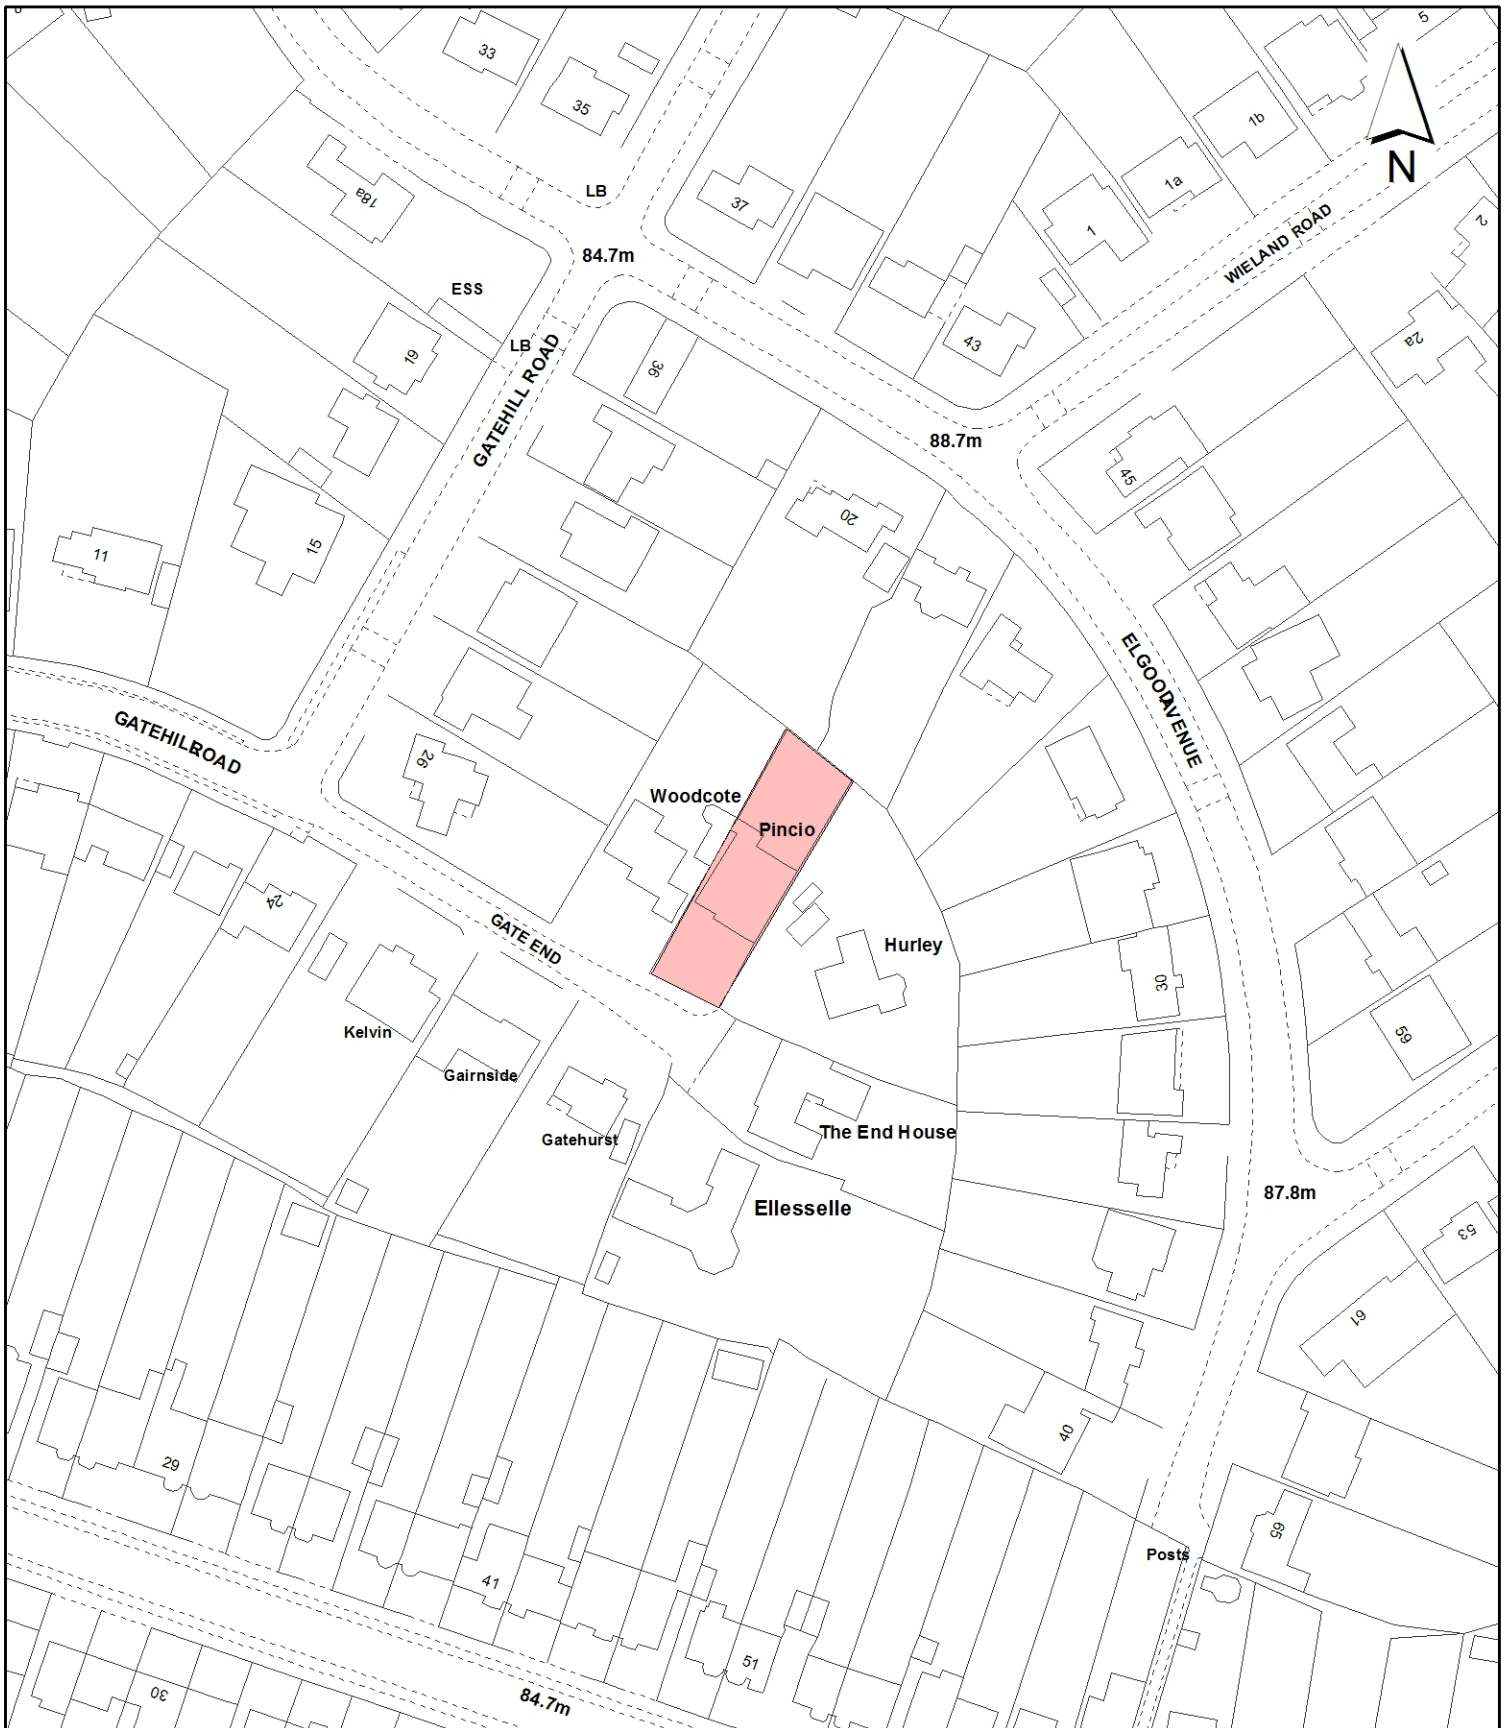 5
33
35
1b
N
1a
18a
LB
37
1
2
84.7m
WIELAND ROAD
ESS
LB
19
GATEHILL ROAD
36
43
2a
88.7m
45
20
11
15
ELGOOD AVENUE
GATEHILL ROAD
26
Woodcote
Pincio
24
GATE END
Hurley
30
Kelvin
59
Gairnside
Gatehurst
The End House
87.8m
Ellesselle
53
61
40
29
65
Posts
41
51
30
84.7m